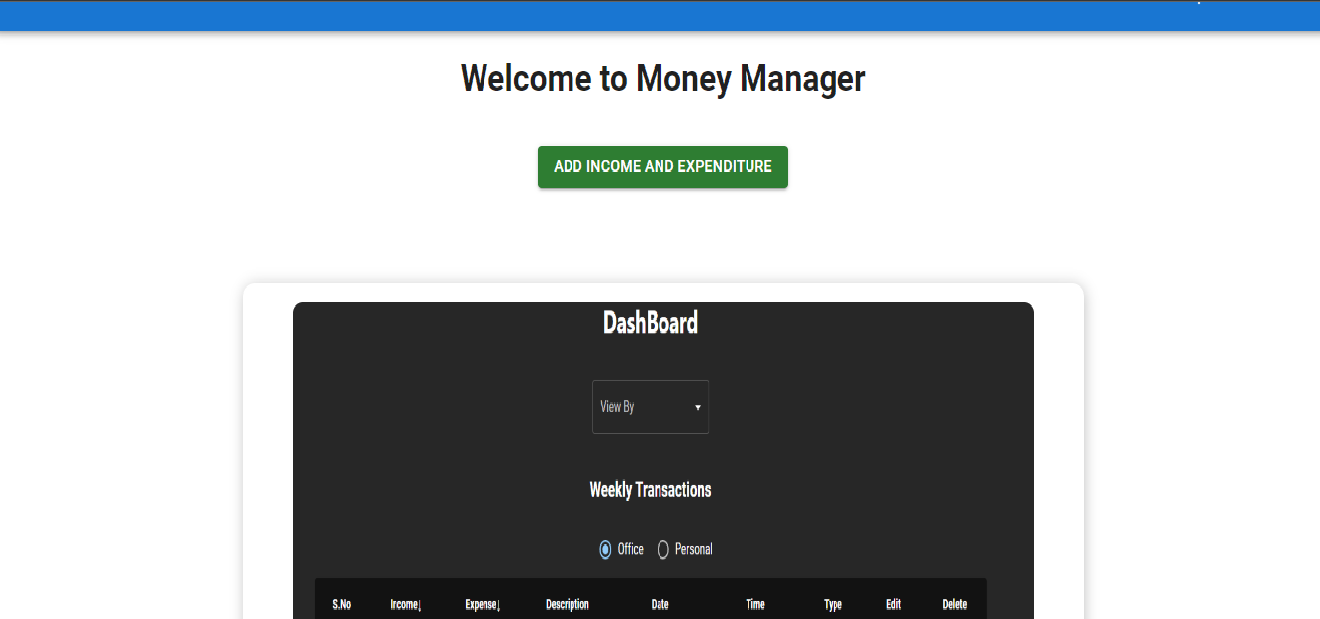 Welcome to Money Manager
ADD INCOME AND EXPENDITURE
DashBoard
View By
Weekly Transactions
Office Personal
S.No Income↓ Expense↓ Description Date Time Type Edit Delete